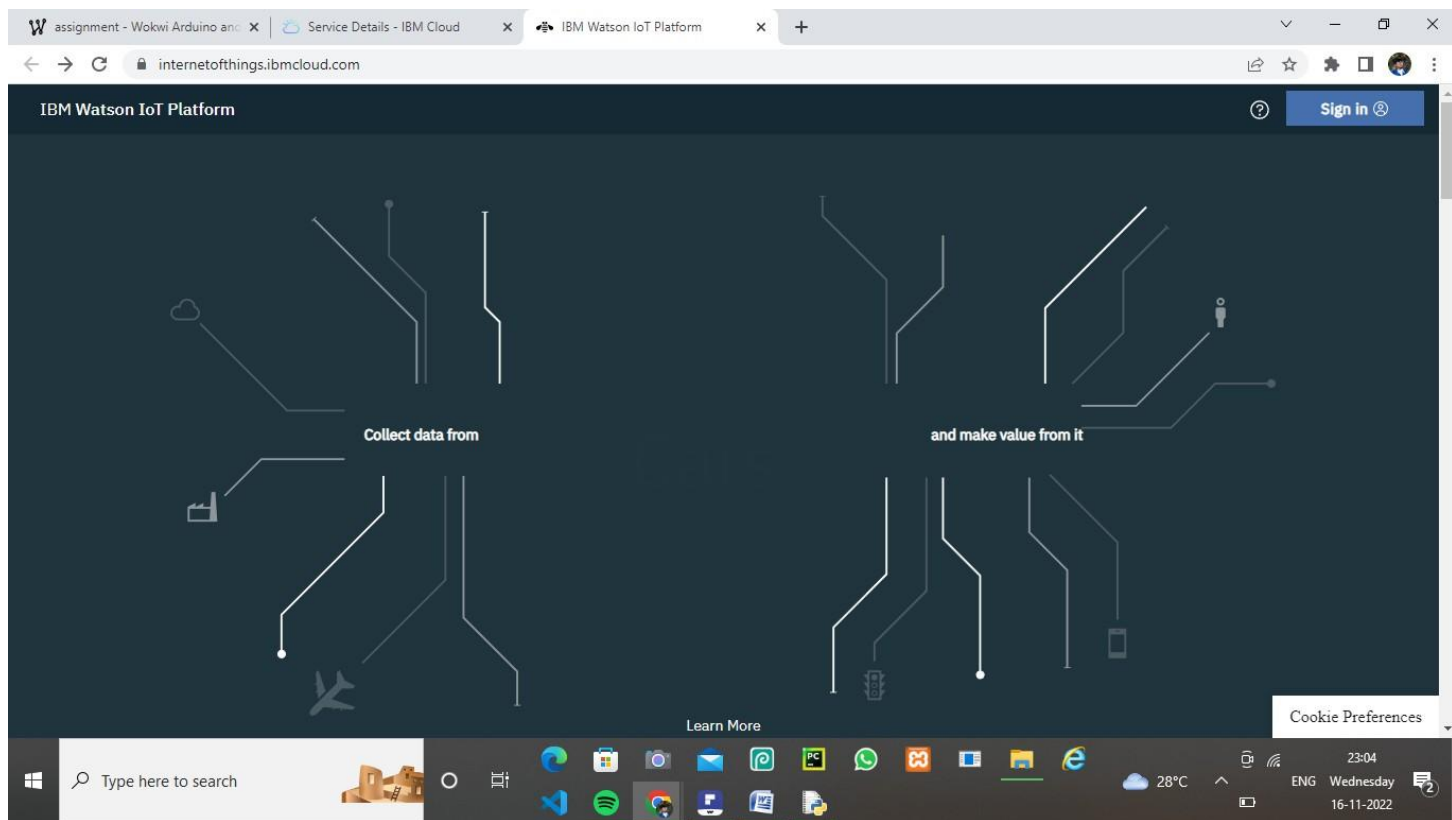 assignment - Wokwi Arduino and
Service Details - IBM Cloud
IBM Watson IoT Platform
internetofthings.ibmcloud.com
IBM Watson IoT Platform
Sign in
Collect data from
and make value from it
Learn More
Cookie Preferences
Type here to search
PC
28°C
ENG
23:04
Wednesday
16-11-2022
2